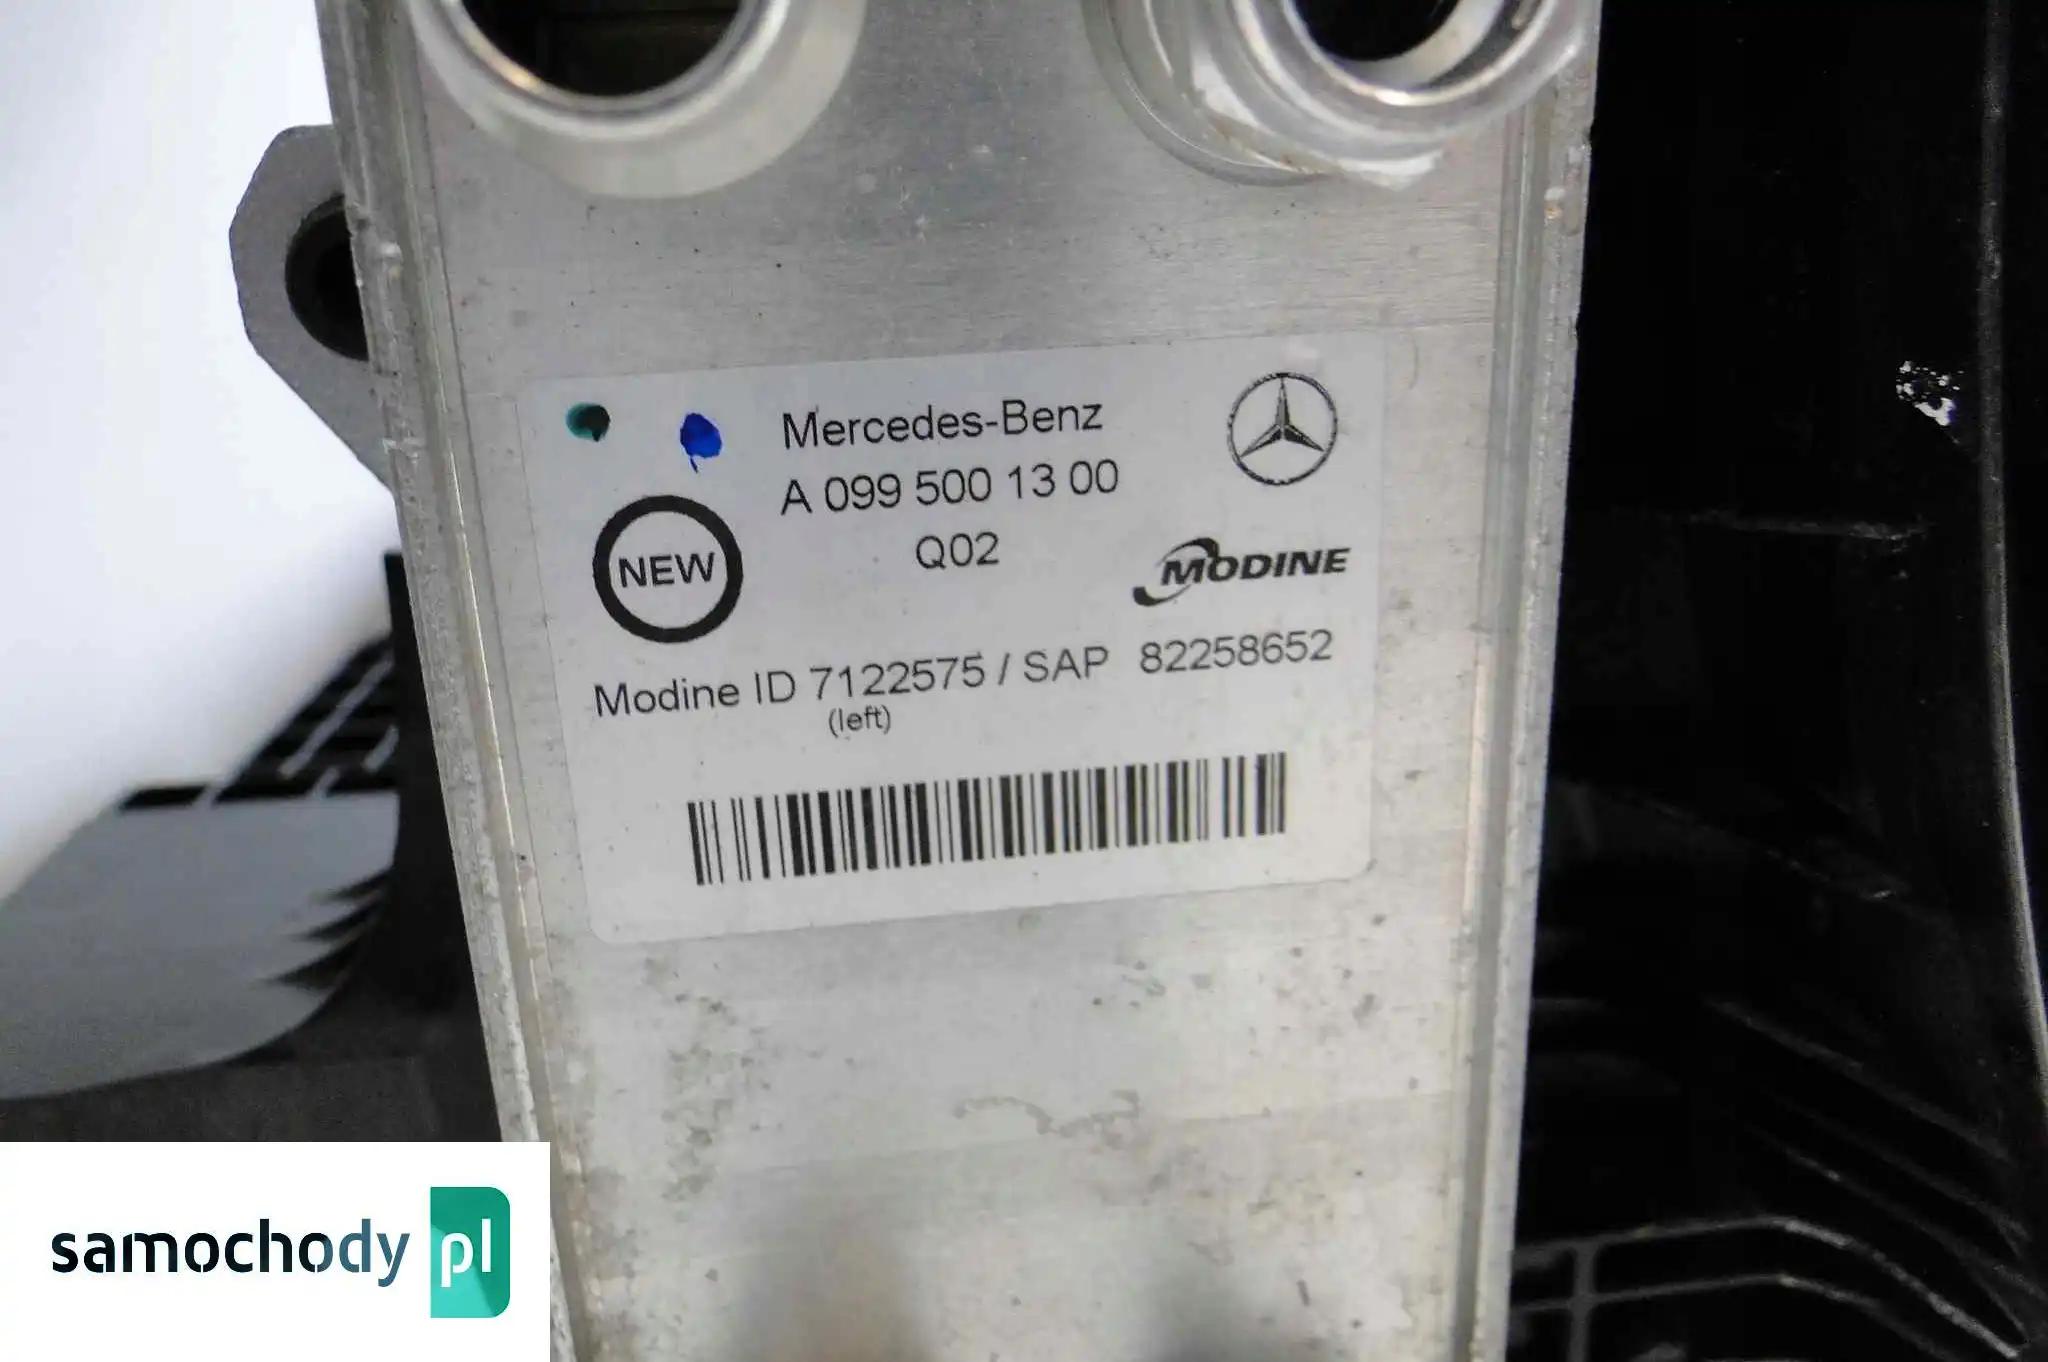 Mercedes-Benz
A 099 500 13 00
Q02
NEW
MODINE
Modine ID 7122575 / SAP 82258652
(left)
samochody pl